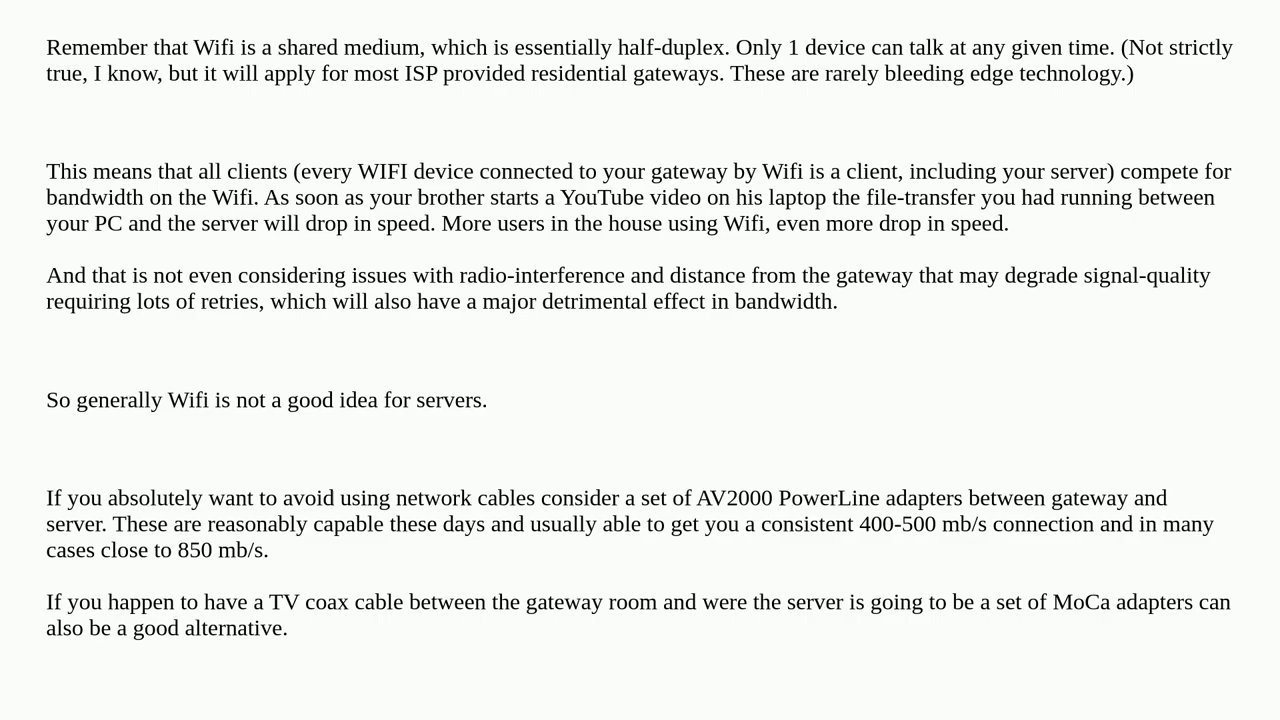 Remember that Wifi is a shared medium, which is essentially half-duplex. Only 1 device can talk at any given time. (Not strictly
true, I know, but it will apply for most ISP provided residential gateways. These are rarely bleeding edge technology.)
This means that all clients (every WIFI device connected to your gateway by Wifi is a client, including your server) compete for
bandwidth on the Wifi. As soon as your brother starts a YouTube video on his laptop the file-transfer you had running between
your PC and the server will drop in speed. More users in the house using Wifi, even more drop in speed.
And that is not even considering issues with radio-interference and distance from the gateway that may degrade signal-quality
requiring lots of retries, which will also have a major detrimental effect in bandwidth.
So generally Wifi is not a good idea for servers.
If you absolutely want to avoid using network cables consider a set of AV2000 PowerLine adapters between gateway and
server. These are reasonably capable these days and usually able to get you a consistent 400-500 mb/s connection and in many
cases close to 850 mb/s.
If you happen to have a TV coax cable between the gateway room and were the server is going to be a set of MoCa adapters can
also be a good alternative.